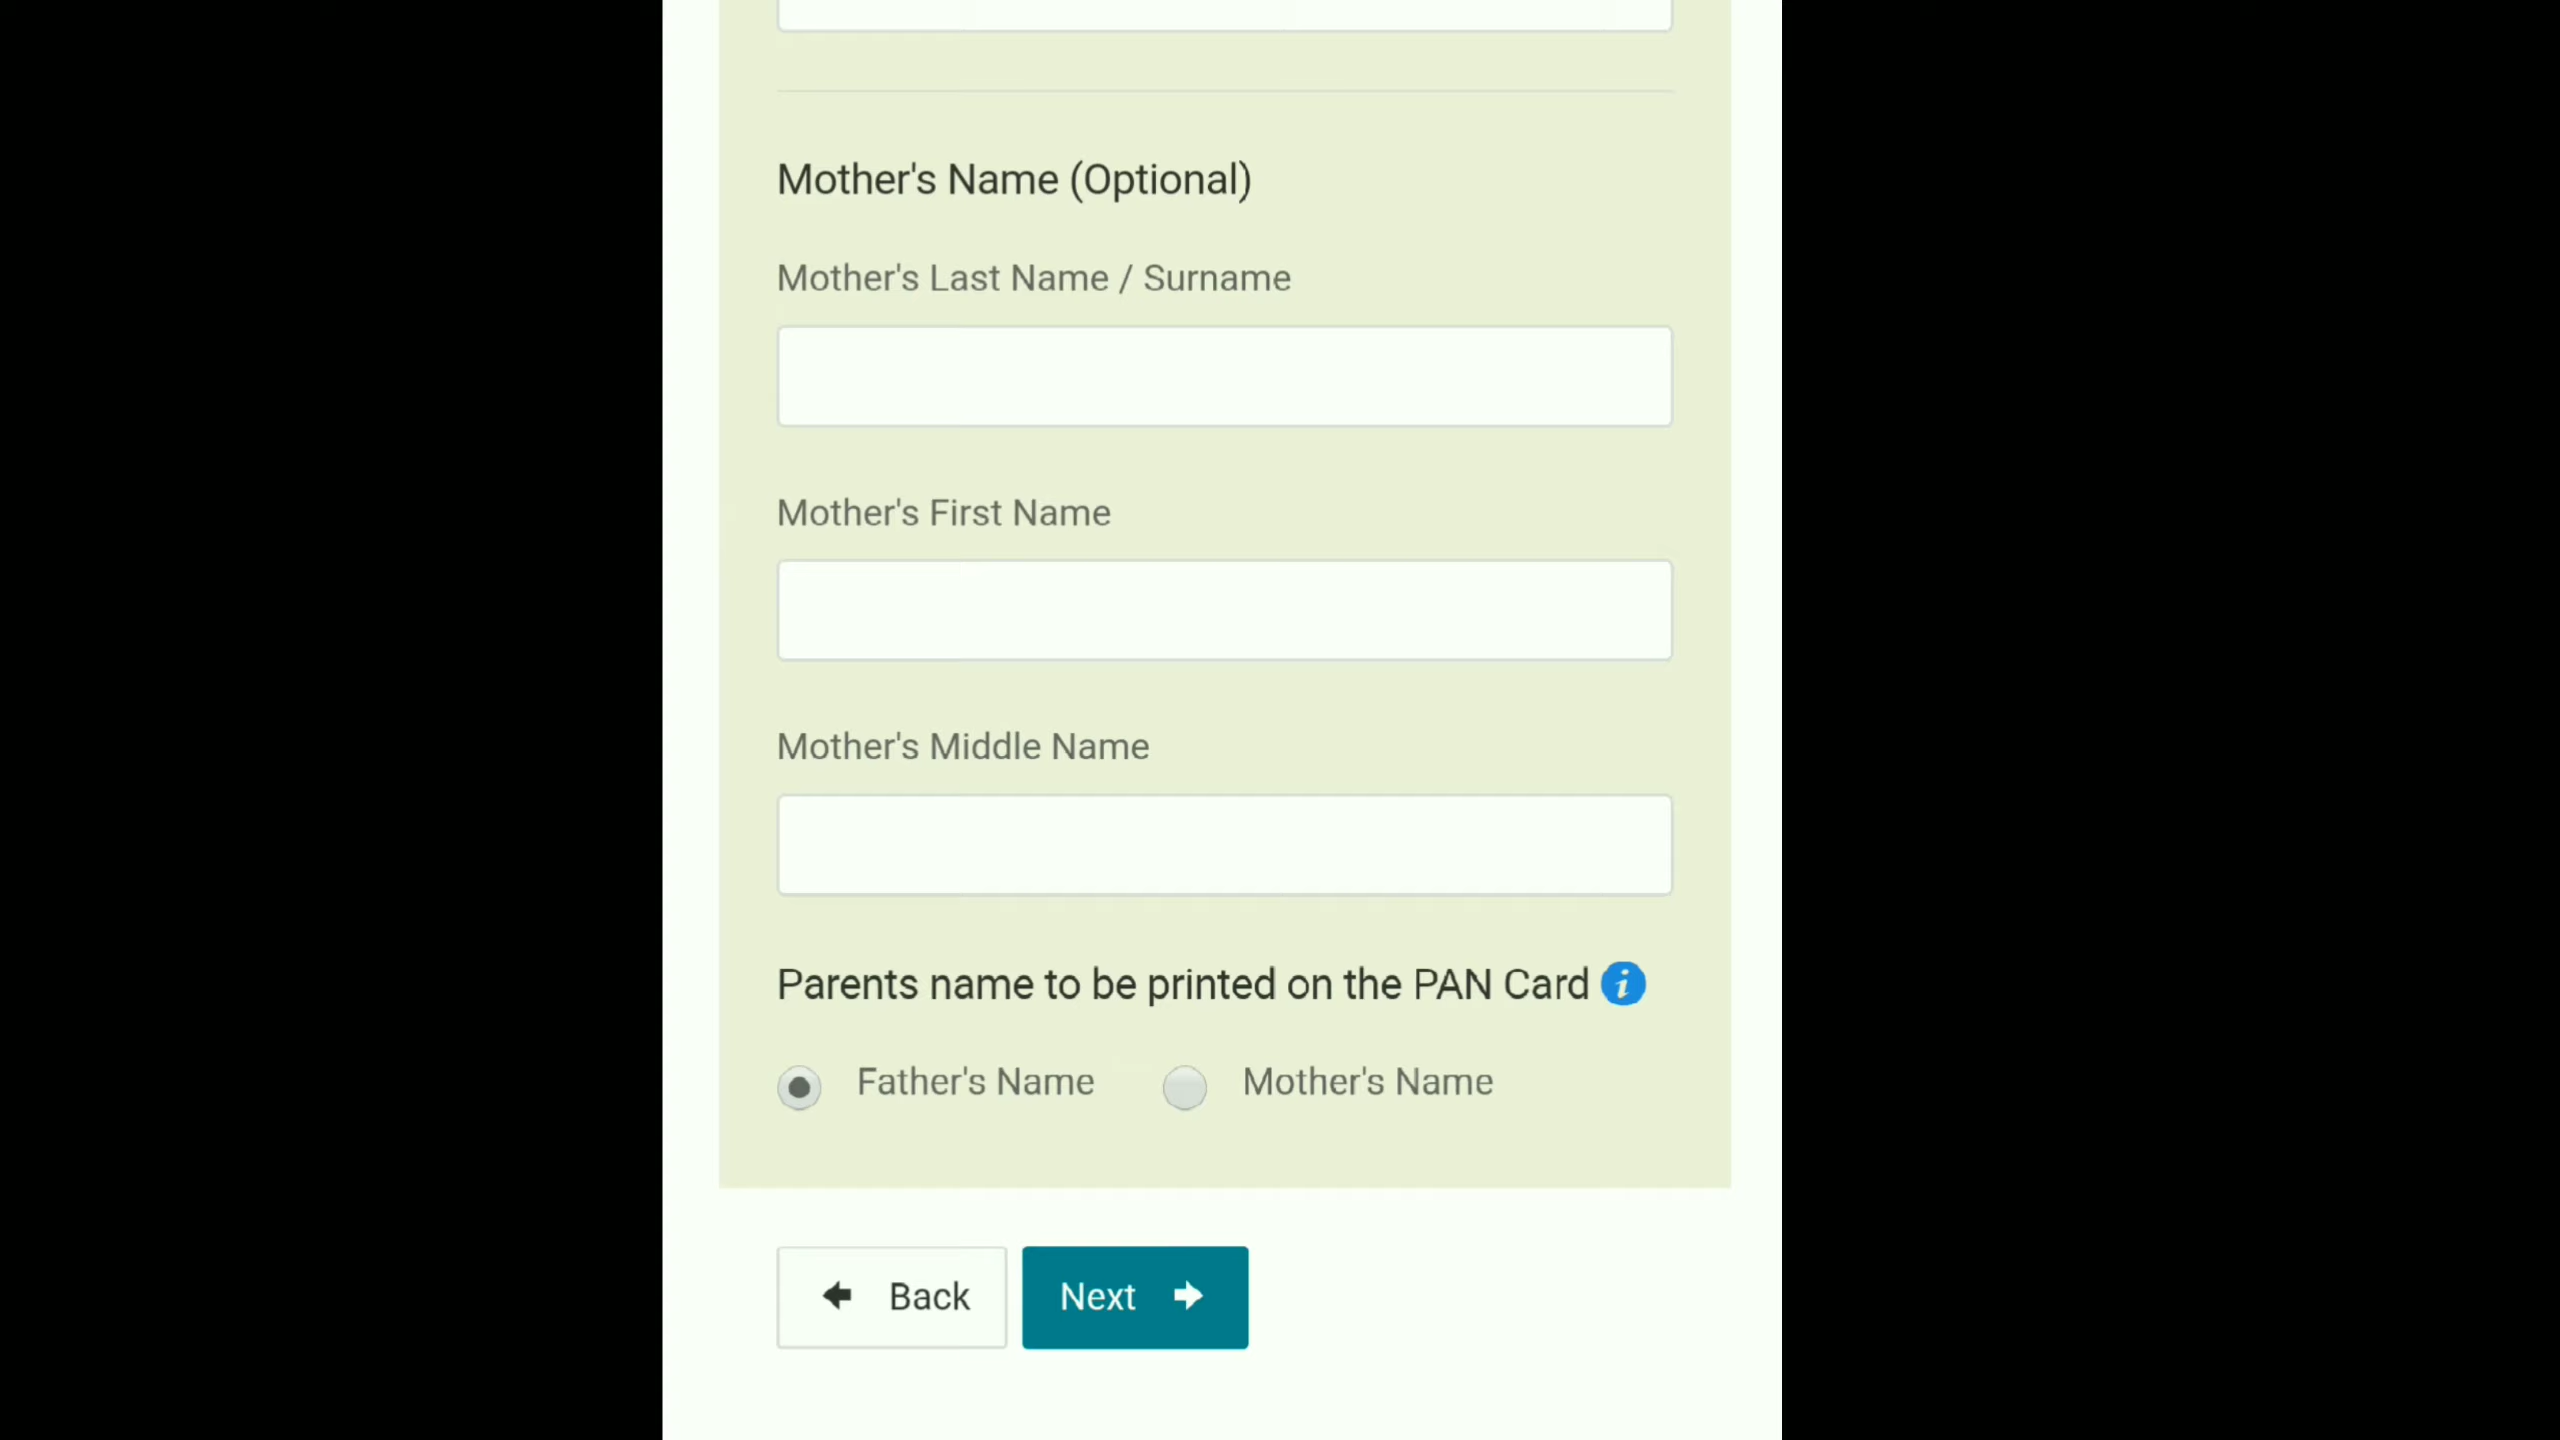 Mother's Name (Optional)
Mother's Last Name / Surname
Mother's First Name
Mother's Middle Name
Parents name to be printed on the PAN Card i
Father's Name Mother's Name
Back Next